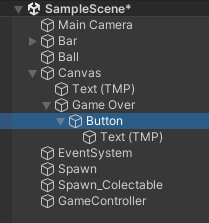 SampleScene*
Main Camera
Bar
Ball
Canvas
Text (TMP)
Game Over
Button
Text (TMP)
EventSystem
Spawn
Spawn_Colectable
GameController